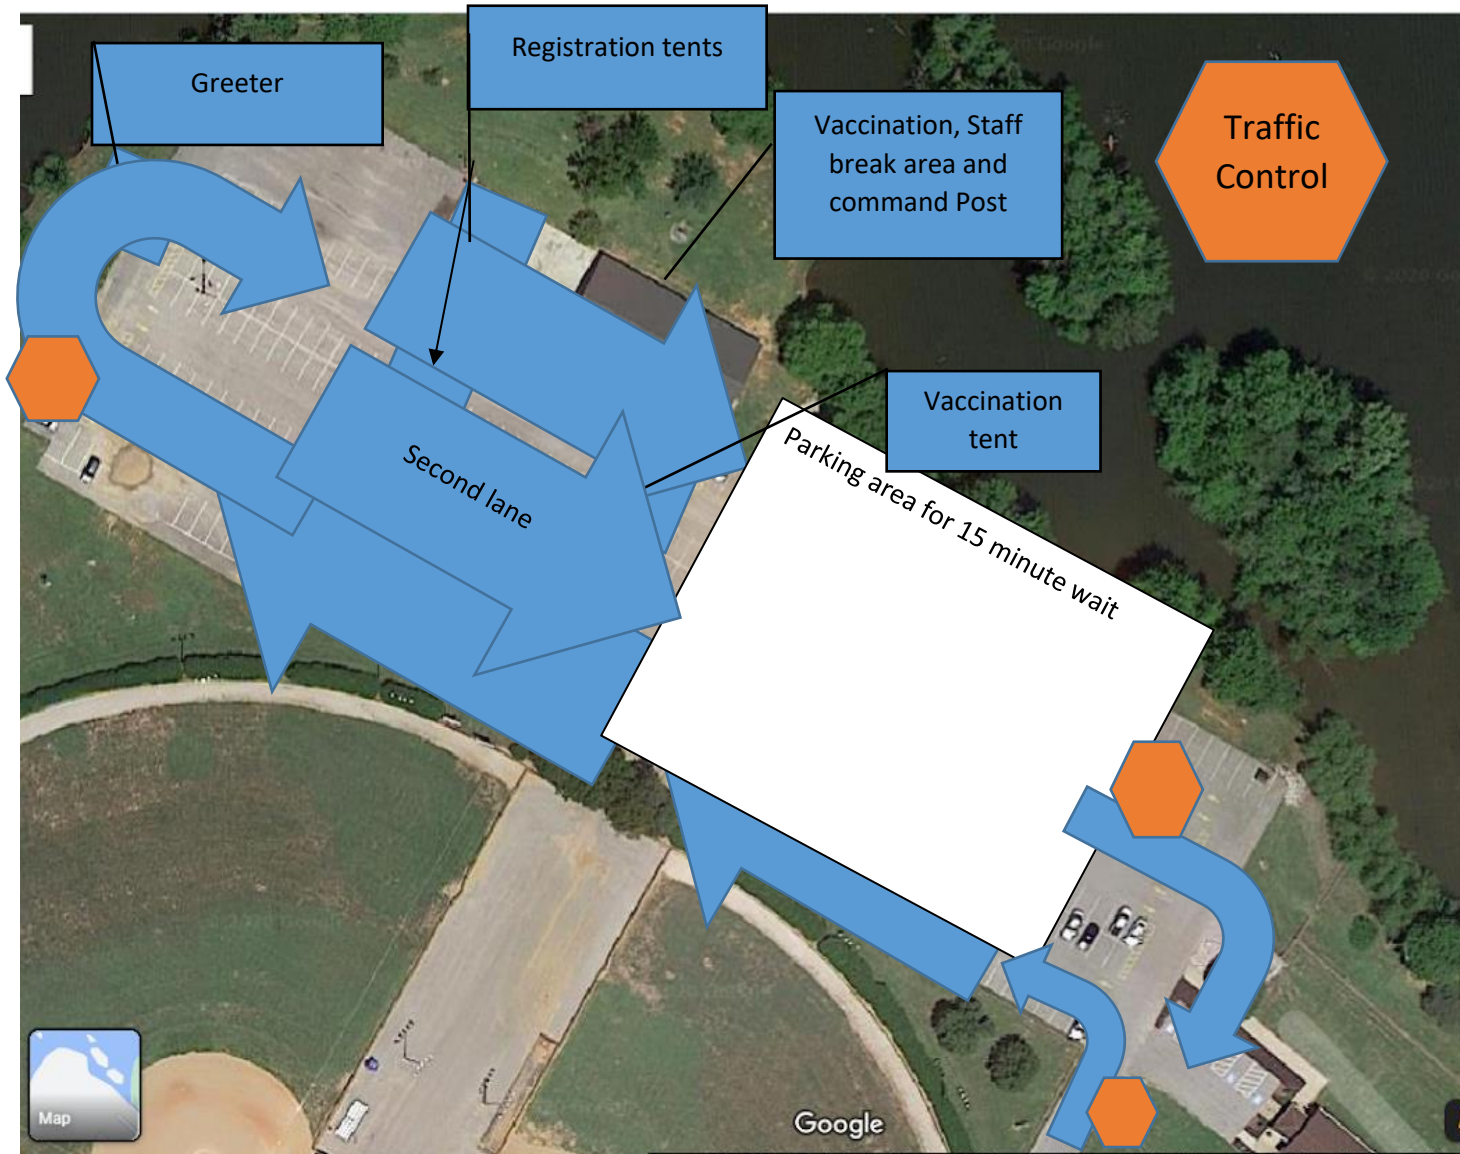 Greeter
Registration tents
Vaccination, Staff
break area and
command Post
Traffic
Control
Vaccination
tent
Second lane
Parking area for 15 minute wait
Map
Google